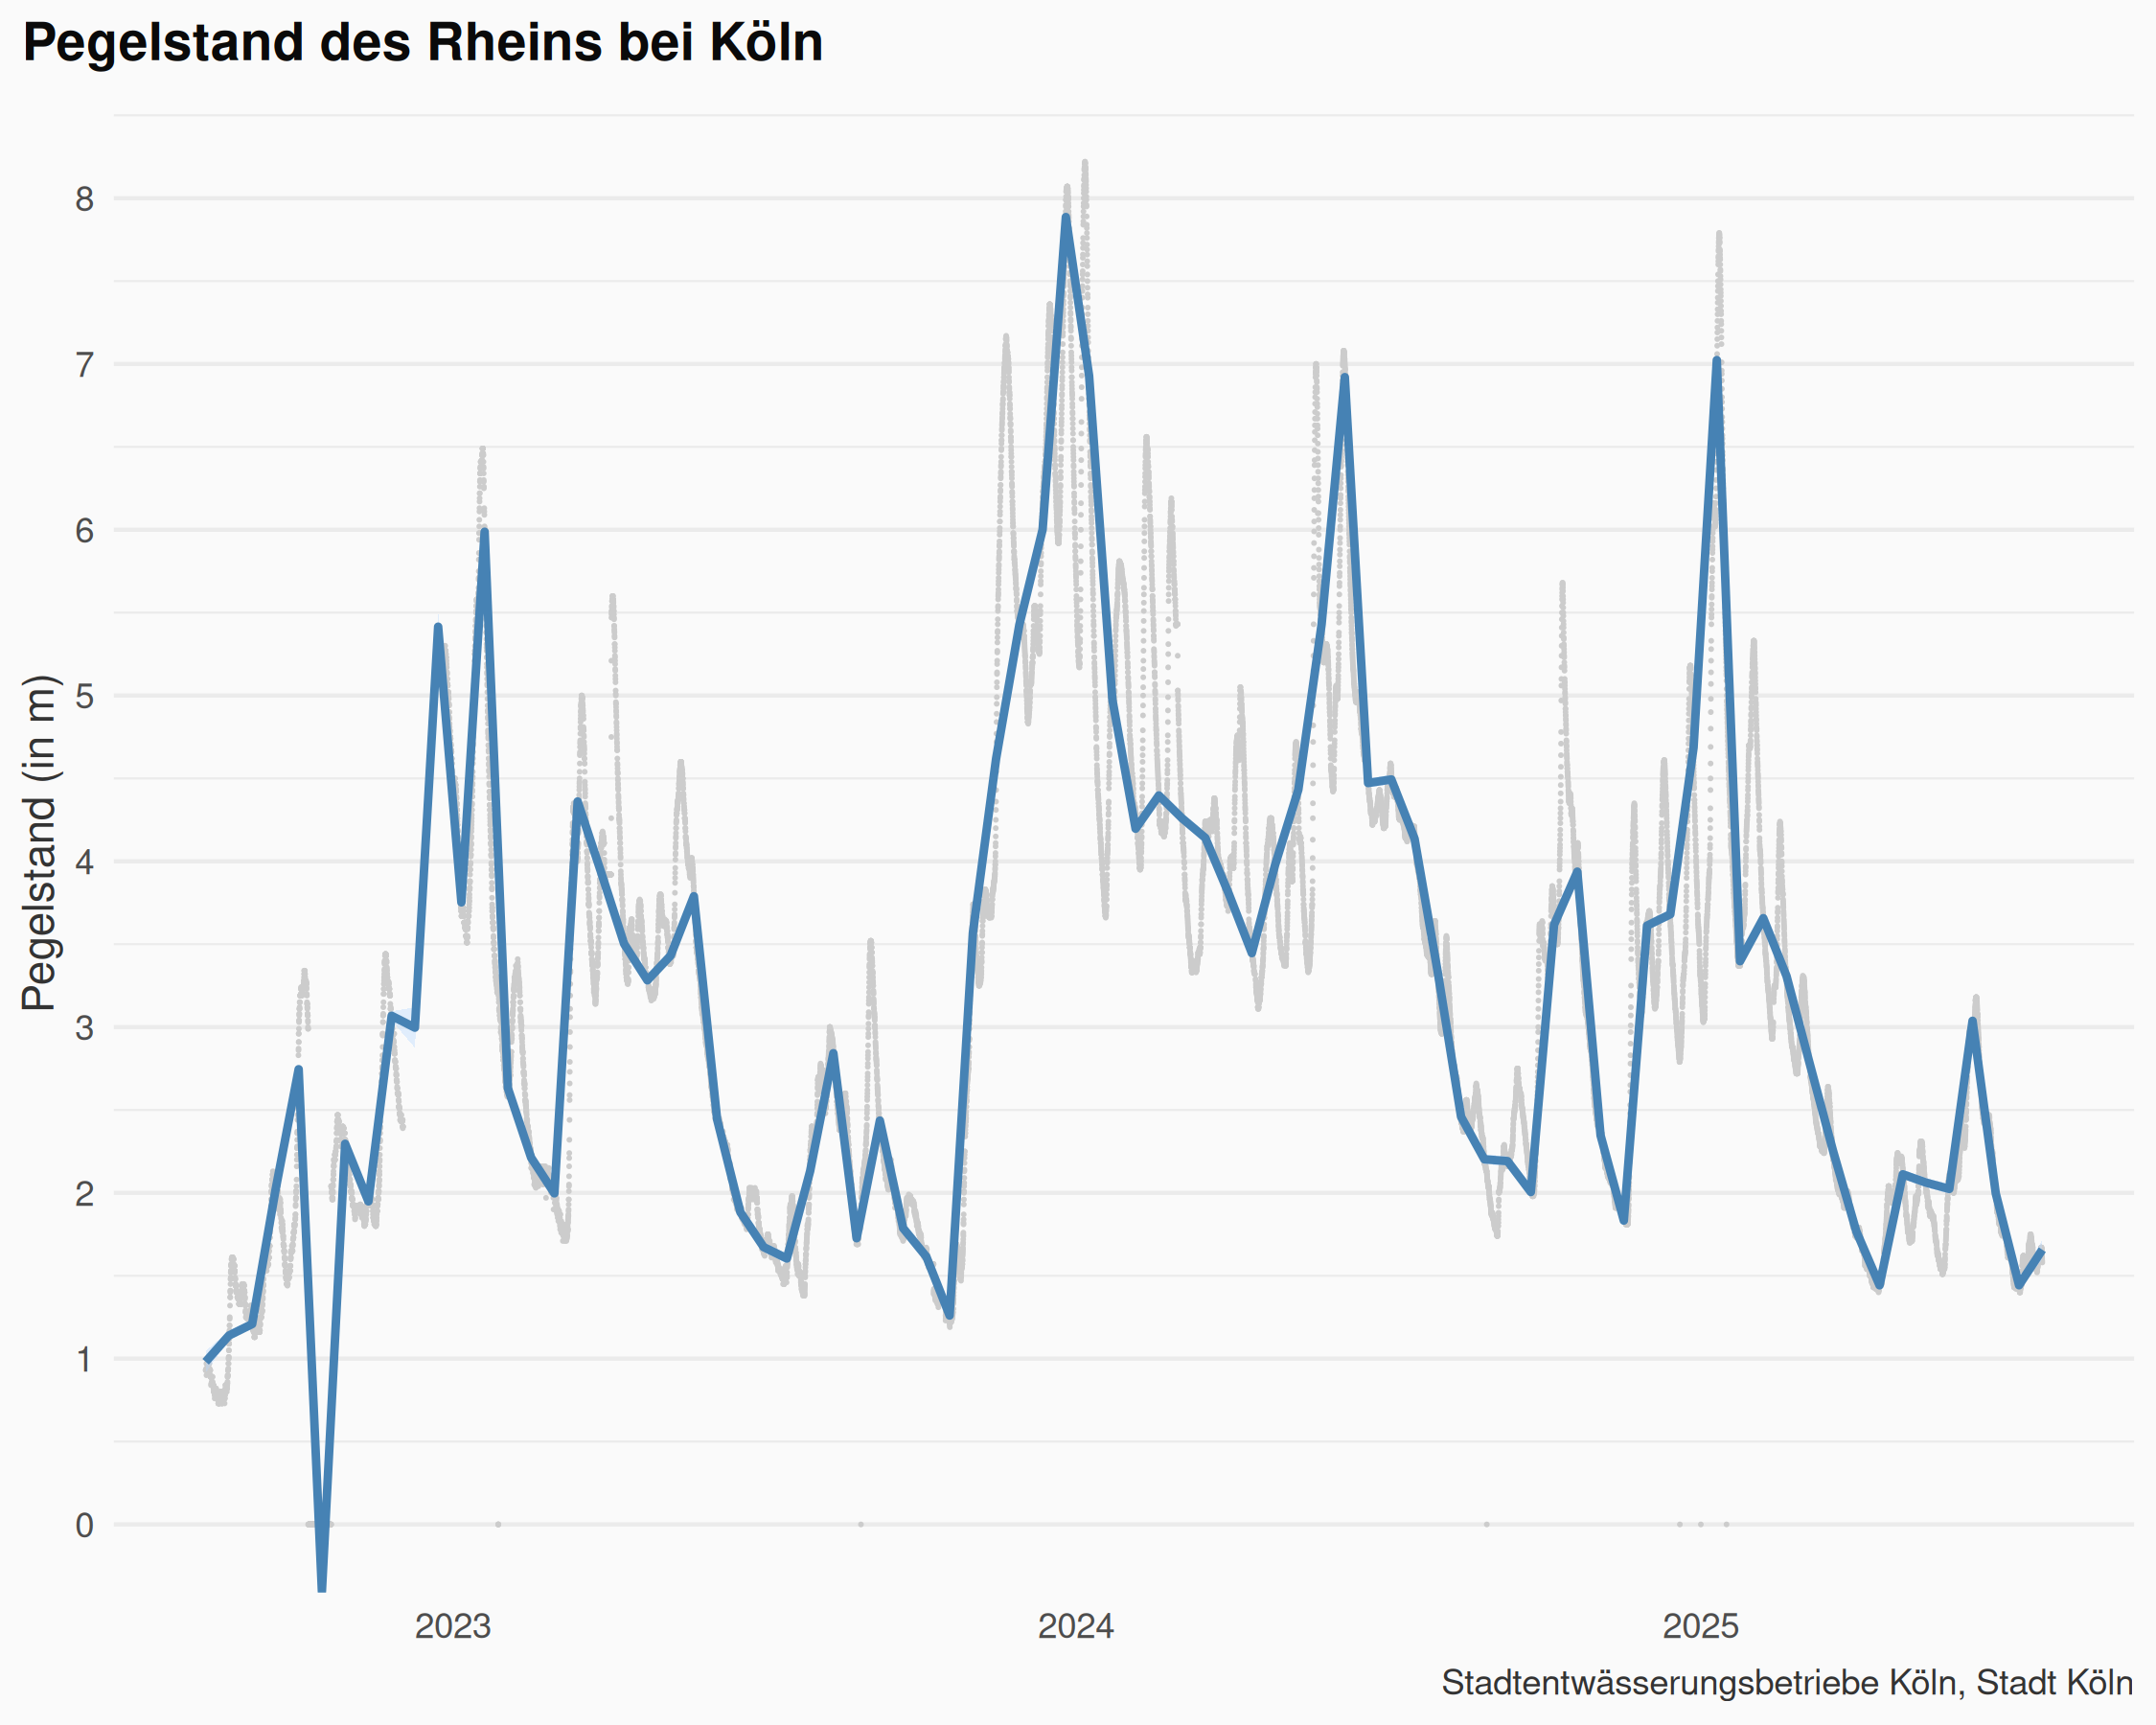 Pegelstand des Rheins bei Köln
Pegelstand (in m)
8
7
6
5
4
3
2
1
0
2023 2024 2025
Stadtentwässerungsbetriebe Köln, Stadt Köln